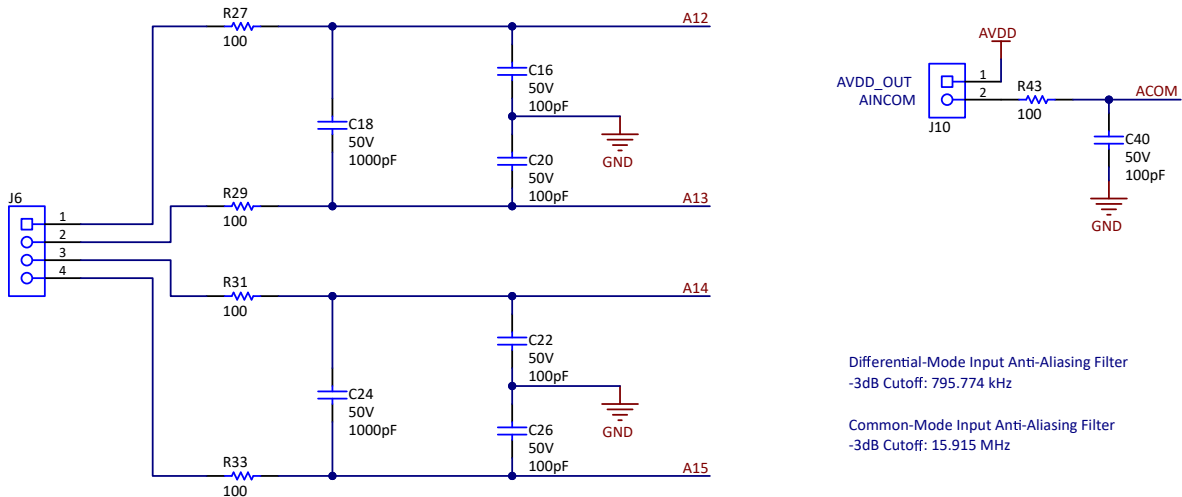 R27
100
A12
C16
50V
100pF
C18
50V
1000pF
GND
C20
50V
100pF
R29
100
A13
J6
1
2
3
4
R31
100
A14
C22
50V
100pF
C24
50V
1000pF
GND
C26
50V
100pF
R33
100
A15
AVDD
AVDD_OUT
AINCOM
1
2
J10
R43
100
ACOM
C40
50V
100pF
GND
Differential-Mode Input Anti-Aliasing Filter
-3dB Cutoff: 795.774 kHz
Common-Mode Input Anti-Aliasing Filter
-3dB Cutoff: 15.915 MHz